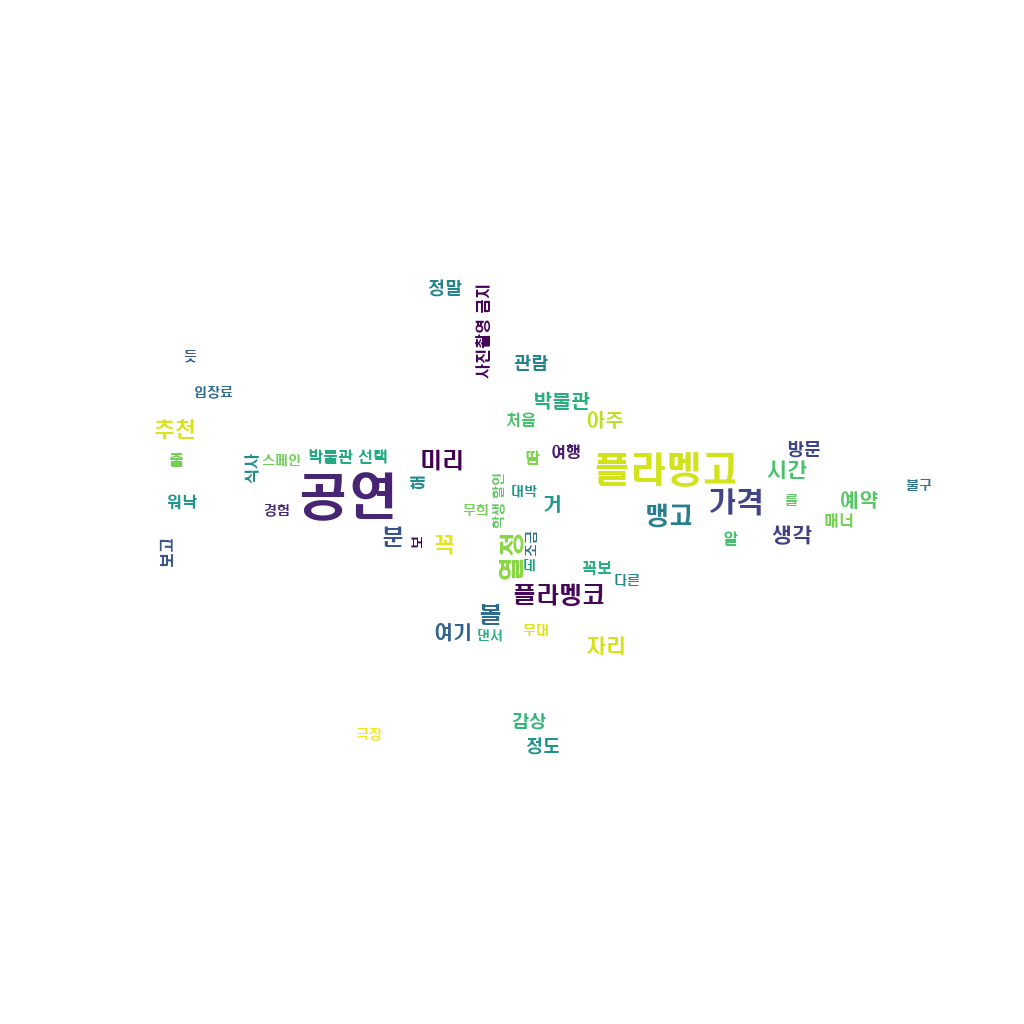 정말
사진촬영 금지
듯
관람
입장료
박물관
처음
아주
추천
방문
줄
식사
스페인
박물관 선택
미리
땀
여행
플라멩고
시간
해
불구
워낙
경험
공연
무희
학생 할인
대박
거
맹고
가격
를
예약
매너
보고
문
보
꼭
열정
조금
데
알
생각
꼭보
다른
플라멩코
볼
여기
댄서
무대
자리
감상
극장
정도